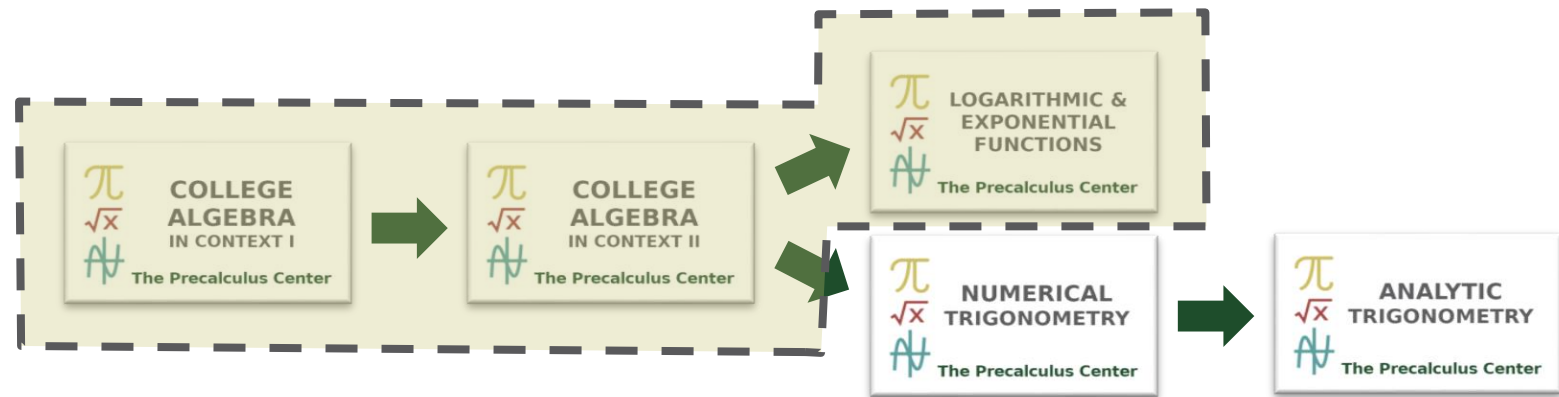 COLLEGE
ALGEBRA
IN CONTEXT I
The Precalculus Center
COLLEGE
ALGEBRA
IN CONTEXT II
The Precalculus Center
LOGARITHMIC &
EXPONENTIAL
FUNCTIONS
The Precalculus Center
NUMERICAL
TRIGONOMETRY
The Precalculus Center
ANALYTIC
TRIGONOMETRY
The Precalculus Center
π
√x
π
√x
π
√x
π
√x
π
√x